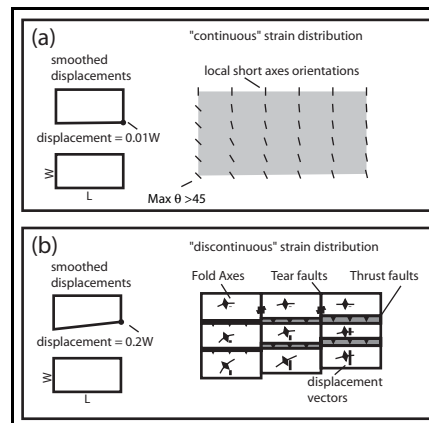 (a)
"continuous" strain distribution
smoothed
displacements
local short axes orientations
displacement = 0.01W
W
L
Max θ >45
(b)
"discontinuous" strain distribution
smoothed
displacements
Fold Axes
Tear faults
Thrust faults
displacement = 0.2W
W
L
displacement
vectors